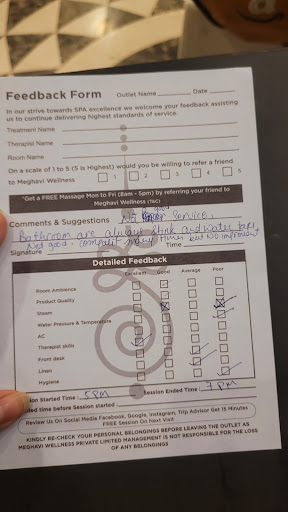 Feedback Form Outlet Name Date
In our strive towards SPA excellence we welcome your feedback assisting
us to continue delivering highest standards of service.
Treatment Name
Therapist Name
Room Name
On a scale of 1 to 5 (5 is Highest) would you be willing to refer a friend
to Meghavi Wellness 1 2 3 4 5
*Get a FREE Massage Mon to Fri (8am - 5pm) by referring your friend to
Meghavi Wellness (T&C)
good
Comments & Suggestions Not Service,
Bathroom are always stink and water taps
Not good. many times but NO improvent
Signature Time
Detailed Feedback
Excellent Good Average Poor
Room Ambience
Product Quality
Steam
Water Pressure & Temperature
AC
Therapist skills
Front desk
Linen
Hygiene
ion Started Time : 5 PM Session Ended Time : 7 PM
ded time before Session started
Review Us On Social Media Facebook, Google, Instagram, Trip Advisor Get 15 Minutes
FREE Session On Next Visit
KINDLY RE-CHECK YOUR PERSONAL BELONGINGS BEFORE LEAVING THE OUTLET AS
MEGHAVI WELLNESS PRIVATE LIMITED MANAGEMENT IS NOT RESPONSIBLE FOR THE LOSS
OF ANY BELONGINGS